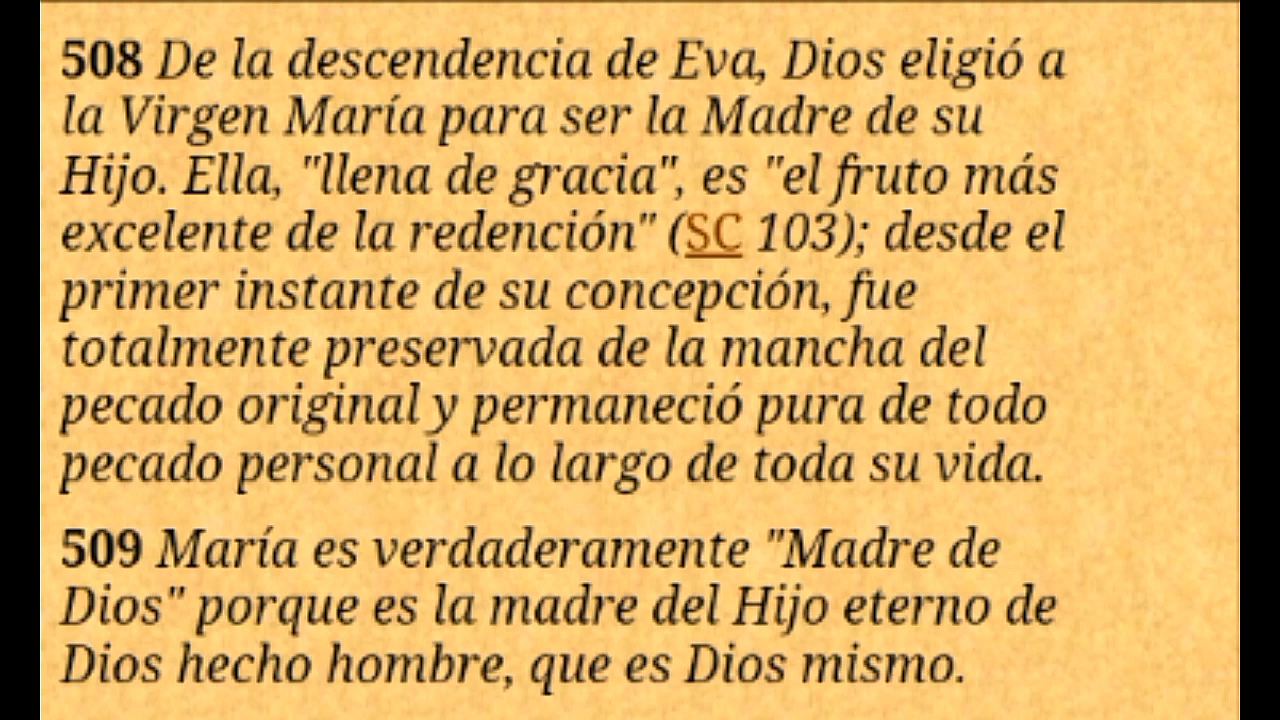 508 De la descendencia de Eva, Dios eligió a
la Virgen María para ser la Madre de su
Hijo. Ella, "llena de gracia", es "el fruto más
excelente de la redención" (SC 103); desde el
primer instante de su concepción, fue
totalmente preservada de la mancha del
pecado original y permaneció pura de todo
pecado personal a lo largo de toda su vida.
509 María es verdaderamente "Madre de
Dios" porque es la madre del Hijo eterno de
Dios hecho hombre, que es Dios mismo.